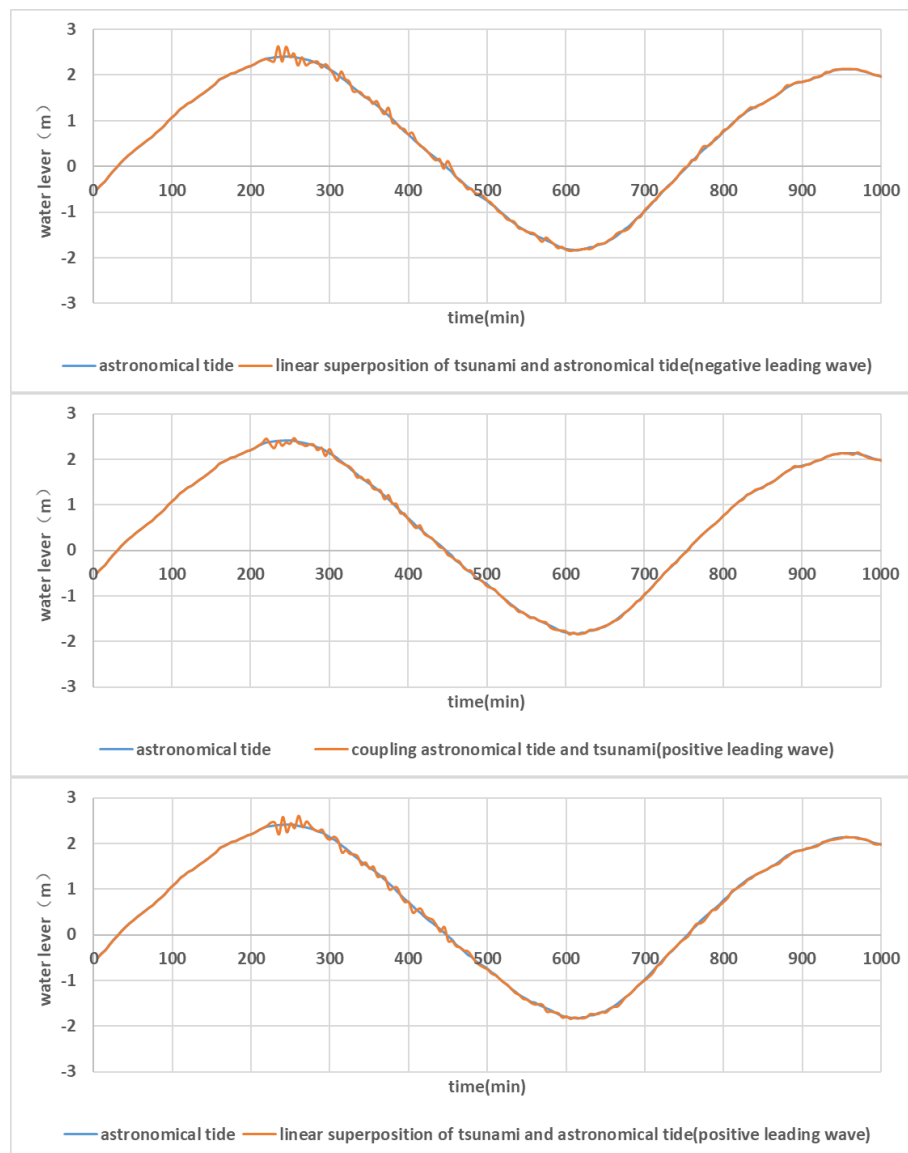 3
2
1
0
-1
-2
-3
0 100 200 300 400 500 600 700 800 900 1000
water lever（m）
time(min)
astronomical tide linear superposition of tsunami and astronomical tide(negative leading wave)
3
2
1
0
-1
-2
-3
0 100 200 300 400 500 600 700 800 900 1000
water lever（m）
time(min)
astronomical tide coupling astronomical tide and tsunami(positive leading wave)
3
2
1
0
-1
-2
-3
0 100 200 300 400 500 600 700 800 900 1000
water lever（m）
time(min)
astronomical tide linear superposition of tsunami and astronomical tide(positive leading wave)